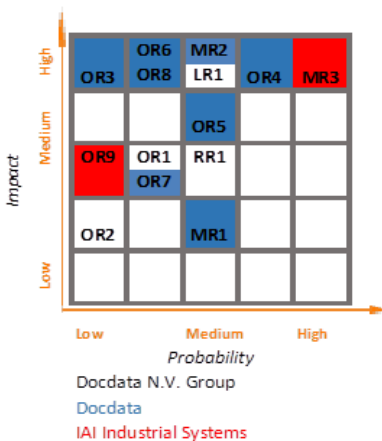 High
OR6 MR2
OR3 OR8 LR1 OR4 MR3
Medium
OR5
Impact
OR9 OR1 RR1
OR7
OR2 MR1
Low
Low Medium High
Probability
Docdata N.V. Group
Docdata
IAI Industrial Systems